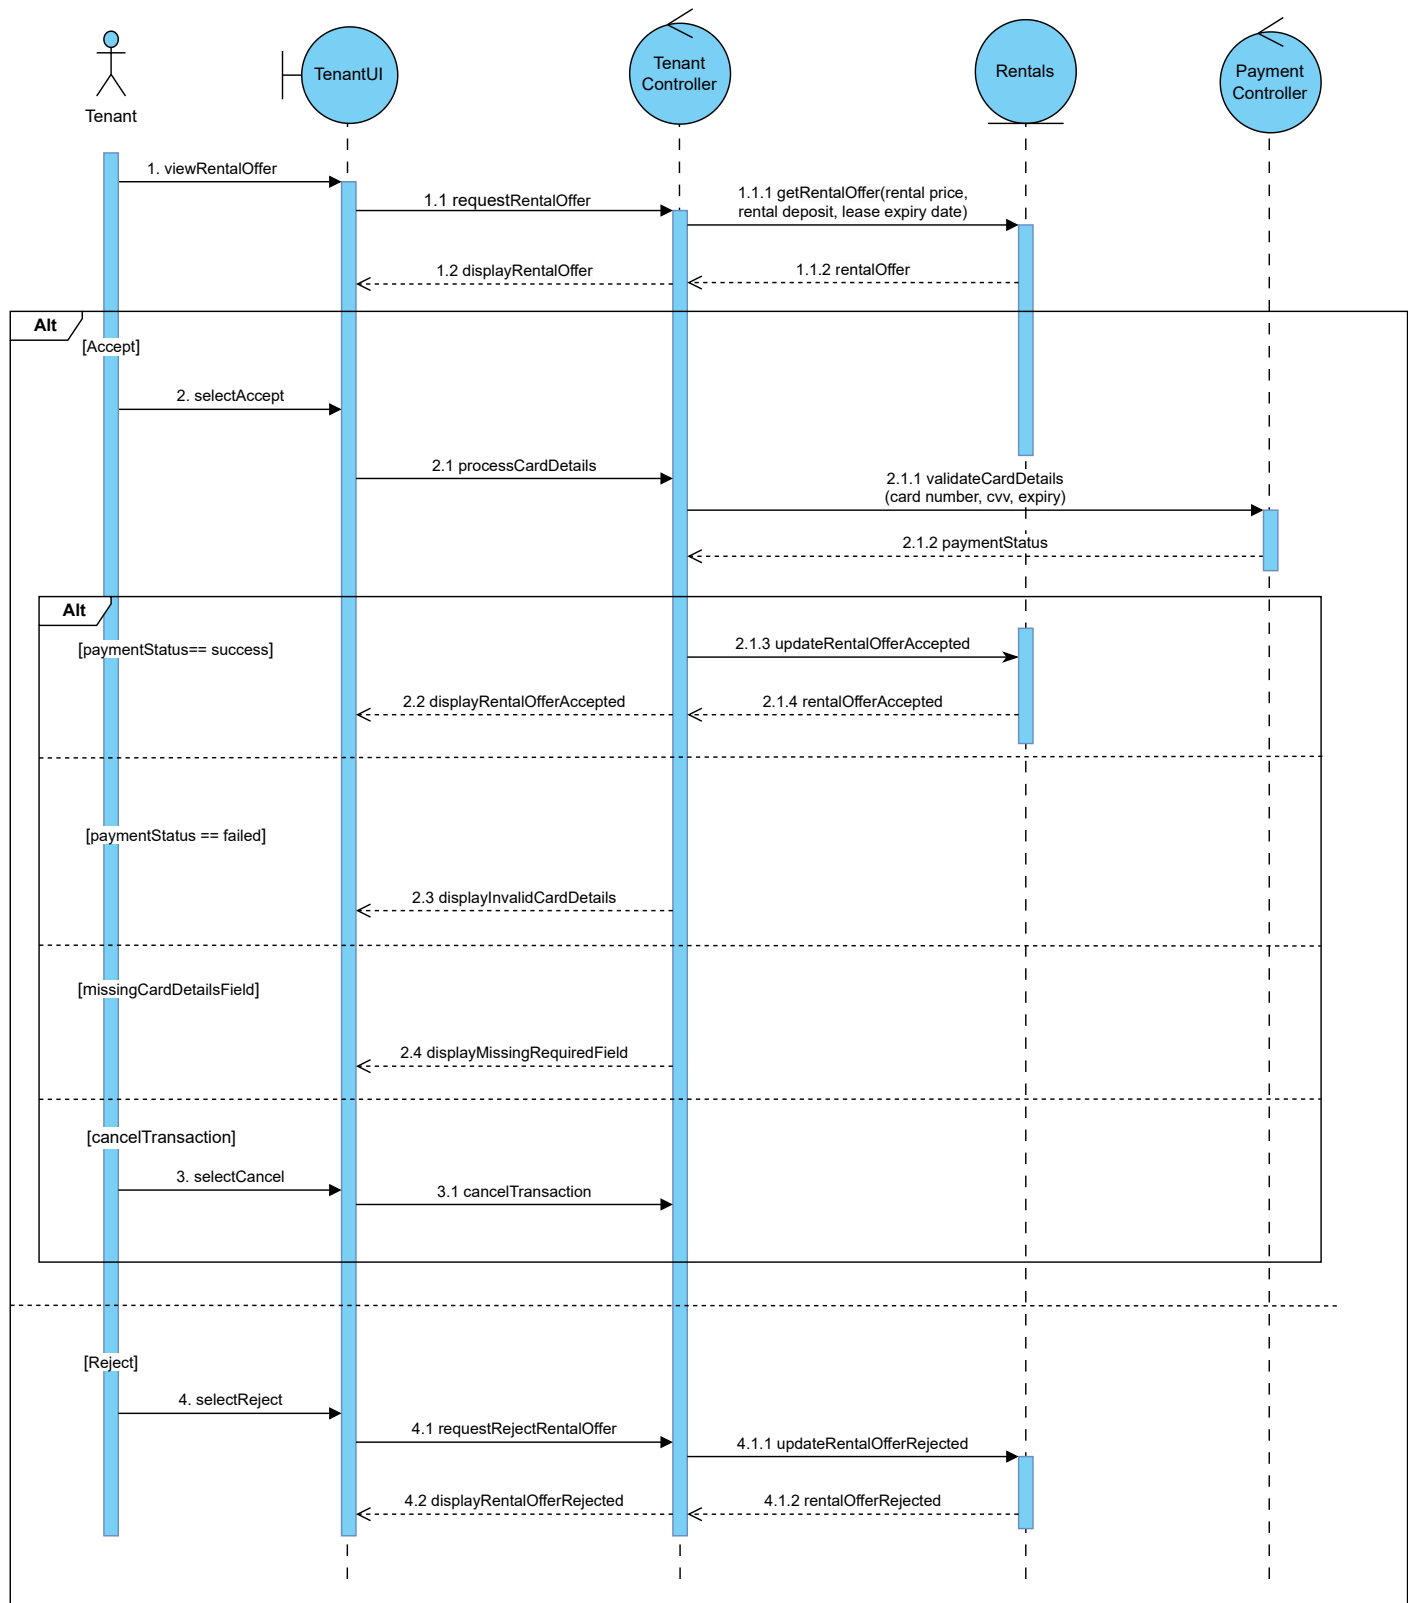 Tenant
TenantUI
Tenant
Controller
Rentals
Payment
Controller
1. viewRentalOffer
1.1 requestRentalOffer
1.1.1 getRentalOffer(rental price,
rental deposit, lease expiry date)
1.2 displayRentalOffer
1.1.2 rentalOffer
Alt
[Accept]
2. selectAccept
2.1 processCardDetails
2.1.1 validateCardDetails
(card number, cvv, expiry)
2.1.2 paymentStatus
Alt
[paymentStatus== success]
2.1.3 updateRentalOfferAccepted
2.2 displayRentalOfferAccepted
2.1.4 rentalOfferAccepted
[paymentStatus == failed]
2.3 displayInvalidCardDetails
[missingCardDetailsField]
2.4 displayMissingRequiredField
[cancelTransaction]
3. selectCancel
3.1 cancelTransaction
[Reject]
4. selectReject
4.1 requestRejectRentalOffer
4.1.1 updateRentalOfferRejected
4.2 displayRentalOfferRejected
4.1.2 rentalOfferRejected